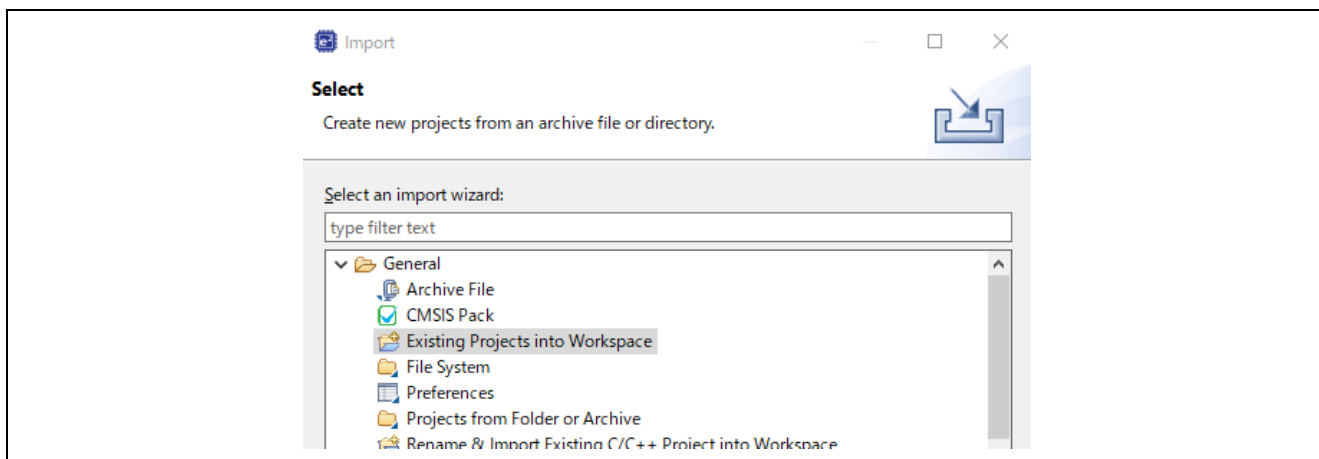 Import
Select
Create new projects from an archive file or directory.
Select an import wizard:
type filter text
General
Archive File
CMSIS Pack
Existing Projects into Workspace
File System
Preferences
Projects from Folder or Archive
Rename & Import Existing C/C++ Project into Workspace